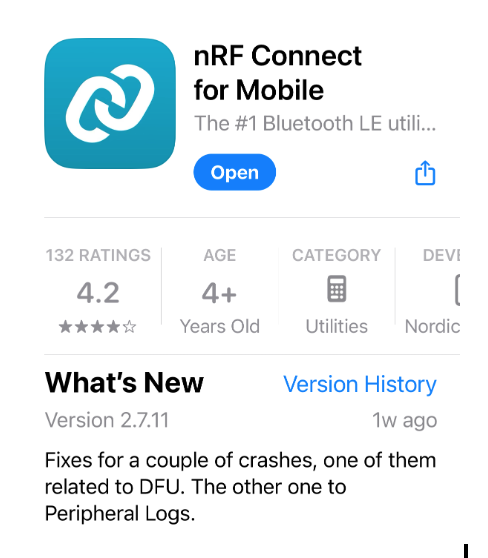 nRF Connect
for Mobile
The #1 Bluetooth LE utili...
Open
132 RATINGS
4.2
★★★★☆
AGE
4+
Years Old
CATEGORY
Utilities
DEVE
Nordic
What's New
Version History
Version 2.7.11
1w ago
Fixes for a couple of crashes, one of them
related to DFU. The other one to
Peripheral Logs.